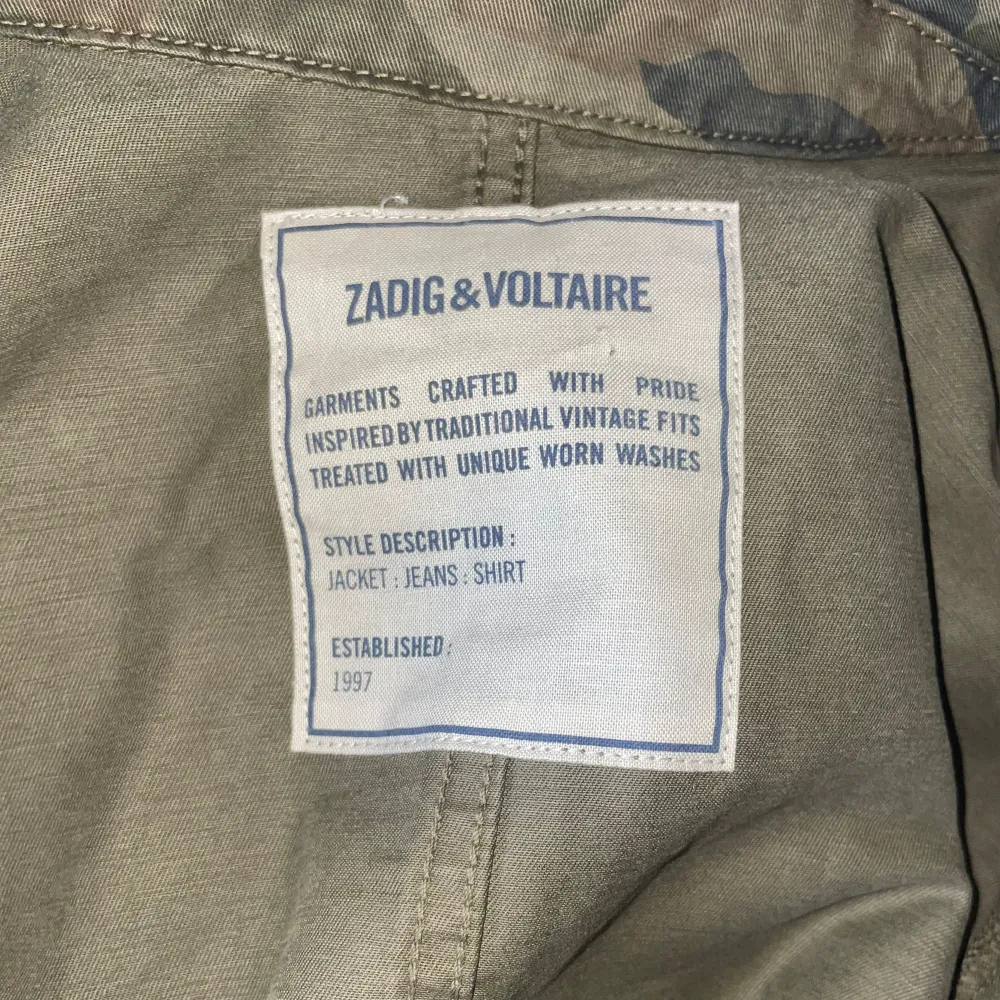 ZADIG&VOLTAIRE
GARMENTS CRAFTED WITH PRIDE
INSPIRED BY TRADITIONAL VINTAGE FITS
TREATED WITH UNIQUE WORN WASHES
STYLE DESCRIPTION :
JACKET : JEANS : SHIRT
ESTABLISHED :
1997